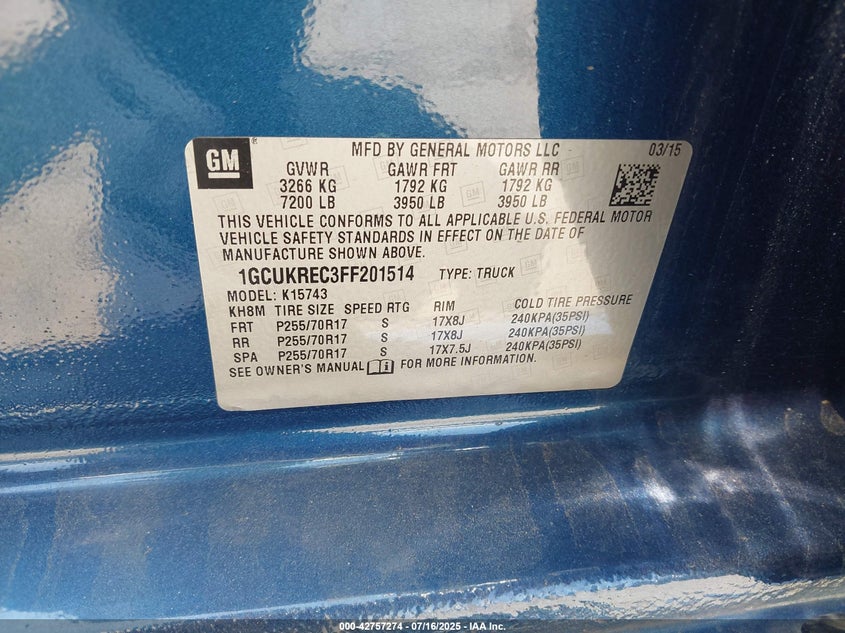 GM
MFD BY GENERAL MOTORS LLC 03/15
GVWR GAWR FRT GAWR RR
3266 KG 1792 KG 1792 KG
7200 LB 3950 LB 3950 LB
THIS VEHICLE CONFORMS TO ALL APPLICABLE U.S. FEDERAL MOTOR
VEHICLE SAFETY STANDARDS IN EFFECT ON THE DATE OF
MANUFACTURE SHOWN ABOVE.
1GCUKREC3FF201514 TYPE: TRUCK
MODEL: K15743
KH8M TIRE SIZE SPEED RTG RIM COLD TIRE PRESSURE
FRT P255/70R17 S 17X8J 240KPA(35PSI)
RR P255/70R17 S 17X8J 240KPA(35PSI)
SPA P255/70R17 S 17X7.5J 240KPA(35PSI)
SEE OWNER'S MANUAL FOR MORE INFORMATION.
000-42757274 - 07/16/2025 - IAA Inc.